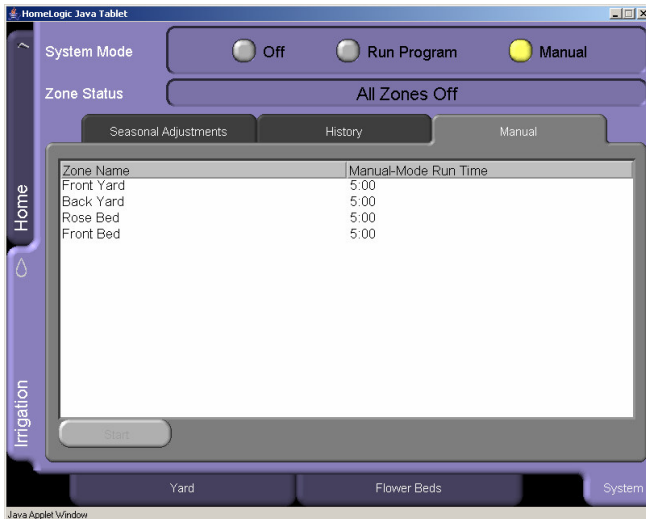 HomeLogic Java Tablet
System Mode Off Run Program Manual
Zone Status All Zones Off
Seasonal Adjustments History Manual
Zone Name Manual-Mode Run Time
Front Yard 5:00
Back Yard 5:00
Rose Bed 5:00
Front Bed 5:00
Home
Irrigation
Start
Yard Flower Beds System
Java Applet Window